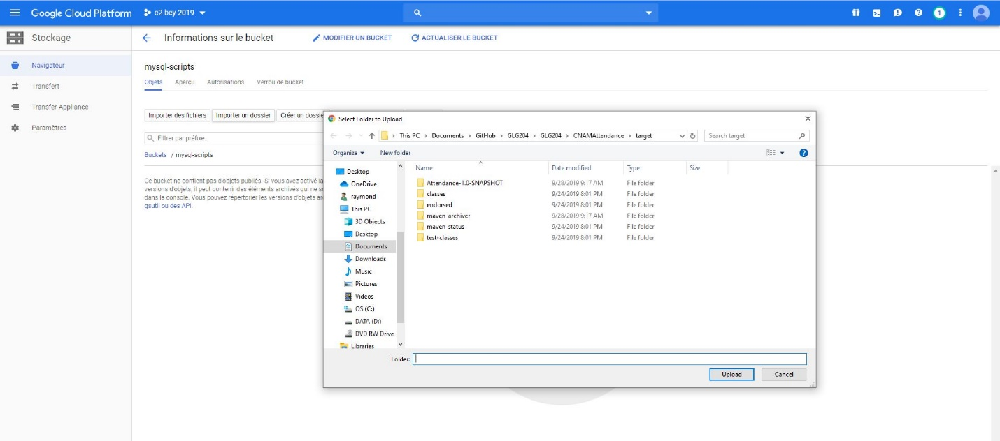 Google Cloud Platform c2-bey-2019 1
Stockage Informations sur le bucket MODIFIER UN BUCKET ACTUALISER LE BUCKET
Navigateur
Transfert
Transfer Appliance
Paramètres
mysql-scripts
Objets Aperçu Autorisations Verrou de bucket
Importer des fichiers Importer un dossier Créer un dossie
Filtrer par préfixe...
Buckets / mysql-scripts
Ce bucket ne contient pas d'objets publiés. Si vous avez activé la
versions d'objets, il peut contenir des éléments archivés qui ne s
dans la console. Vous pouvez répertorier les versions d'objets ar
gsutil ou des API.
Select Folder to Upload
This PC > Documents > GitHub > GLG204 > GLG204 > CNAMAttendance > target Search target
Organize New folder ?
Desktop
OneDrive
raymond
This PC
3D Objects
Desktop
Documents
Downloads
Music
Pictures
Videos
OS (C:)
DATA (D:)
DVD RW Drive
Libraries
Name Date modified Type Size
Attendance-1.0-SNAPSHOT 9/28/2019 9:17 AM File folder
classes 9/24/2019 8:01 PM File folder
endorsed 9/24/2019 8:01 PM File folder
maven-archiver 9/28/2019 9:17 AM File folder
maven-status 9/24/2019 8:01 PM File folder
test-classes 9/24/2019 8:01 PM File folder
Folder:
Upload Cancel